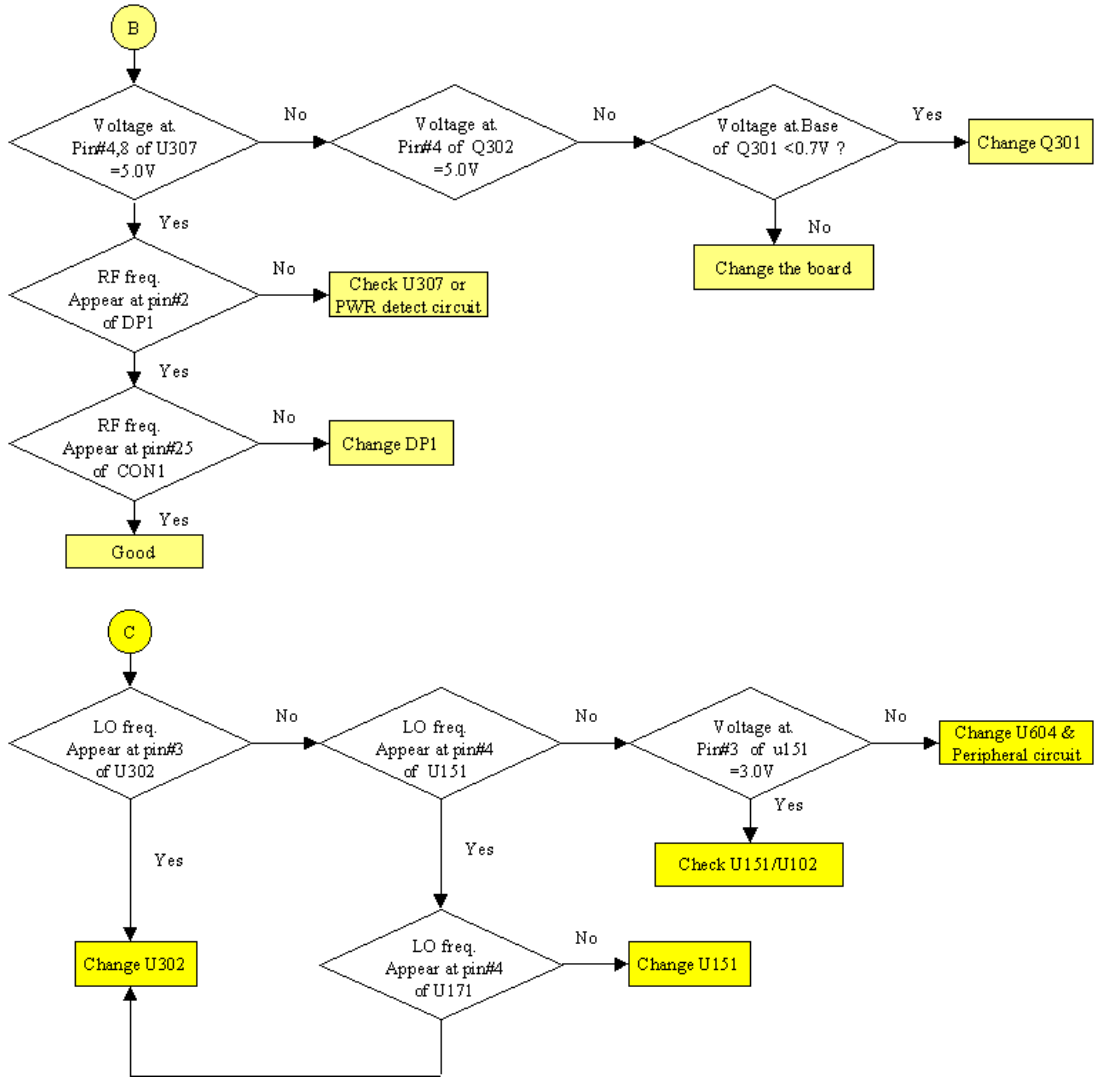 B
Voltage at.
Pin#4,8 of U307
=5.0V
No
Voltage at.
Pin#4 of Q302
=5.0V
No
Voltage at.Base
of Q301 <0.7V ?
Yes
Change Q301
No
Change the board
Yes
RF freq.
Appear at pin#2
of DP1
No
Check U307 or
PWR detect circuit
Yes
RF freq.
Appear at pin#25
of CON1
No
Change DP1
Yes
Good
C
LO freq.
Appear at pin#3
of U302
No
LO freq.
Appear at pin#4
of U151
No
Voltage at.
Pin#3 of u151
=3.0V
No
Change U604 &
Peripheral circuit
Yes
Check U151/U102
Yes
Yes
LO freq.
Appear at pin#4
of U171
No
Change U151
Change U302